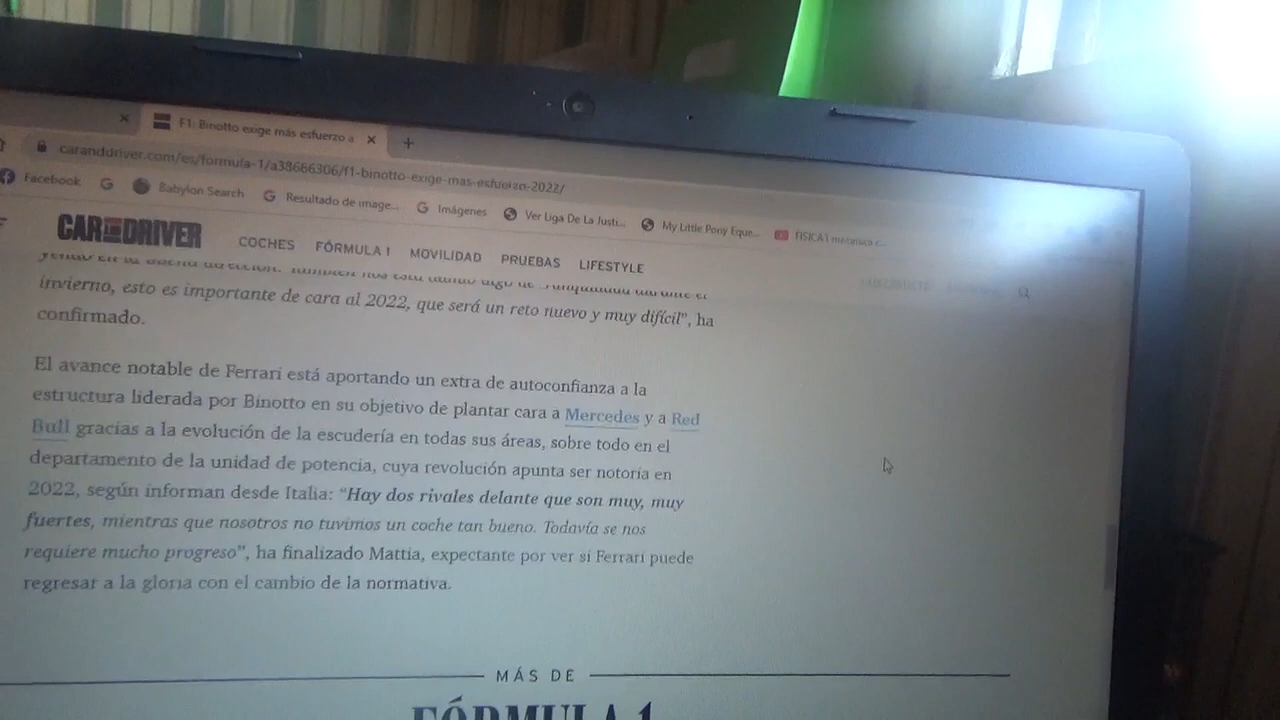 F1: Binotto exige más esfuerzo a
caranddriver.com/es/formula-1/a38666306/f1-binotto-exige-mas-esfuerzo-2022/
Facebook Babylon Search Resultado de image... Imágenes Ver Liga De La Justi... My Little Pony Eque... FISICA I
CAR AND DRIVER COCHES FÓRMULA 1 MOVILIDAD PRUEBAS LIFESTYLE
invierno, esto es importante de cara al 2022, que será un reto nuevo y muy difícil”, ha
confirmado.
El avance notable de Ferrari está aportando un extra de autoconfianza a la
estructura liderada por Binotto en su objetivo de plantar cara a Mercedes y a Red
Bull gracias a la evolución de la escudería en todas sus áreas, sobre todo en el
departamento de la unidad de potencia, cuya revolución apunta ser notoria en
2022, según informan desde Italia: “Hay dos rivales delante que son muy, muy
fuertes, mientras que nosotros no tuvimos un coche tan bueno. Todavía se nos
requiere mucho progreso”, ha finalizado Mattia, expectante por ver si Ferrari puede
regresar a la gloria con el cambio de la normativa.
MÁS DE
FÓRMULA 1